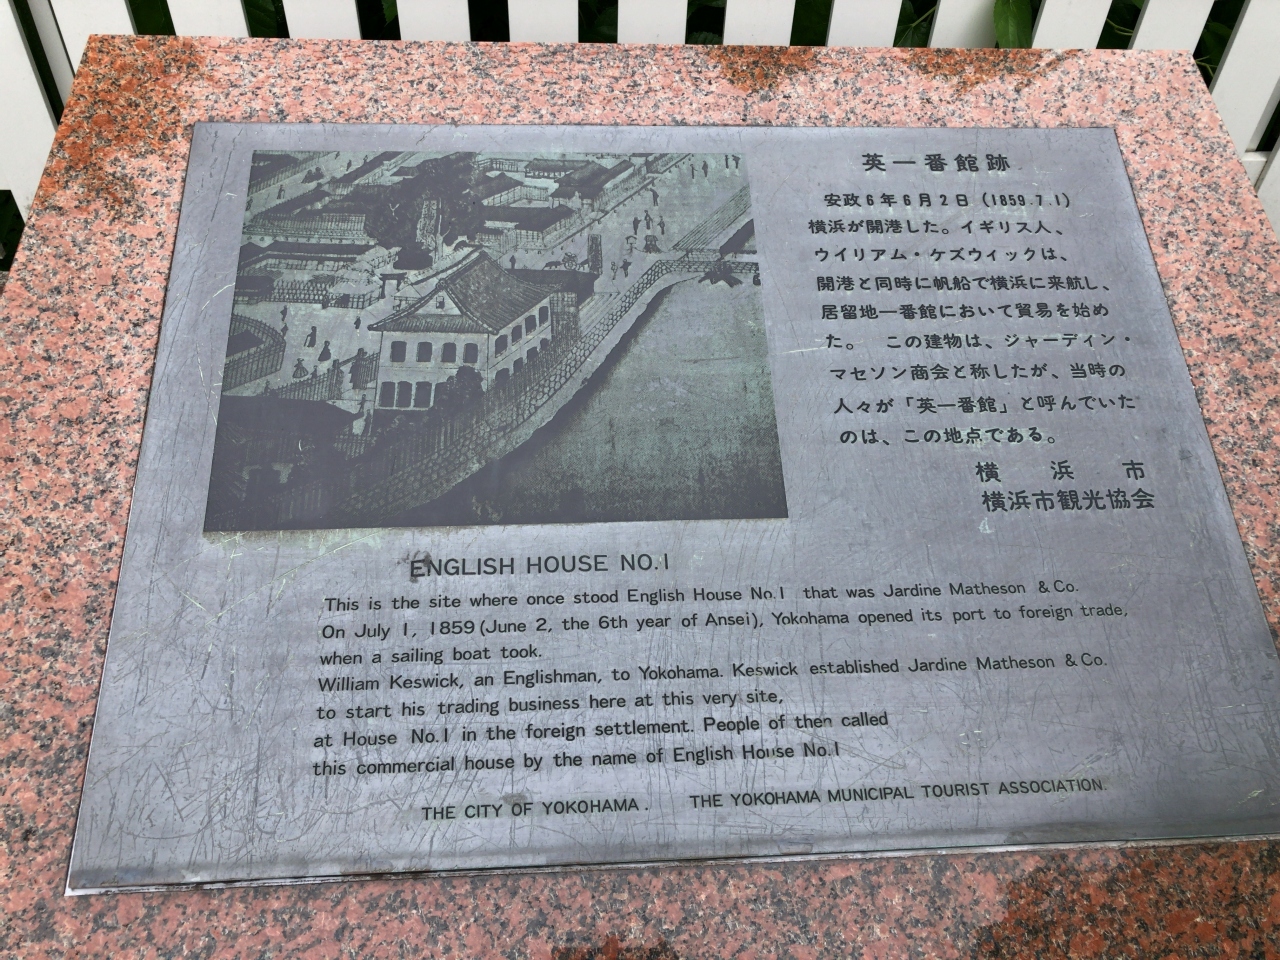 英一番館跡
安政6年6月2日(1859.7.1)
横浜が開港した。イギリス人、
ウイリアム・ケズウィックは、
開港と同時に帆船で横浜に来航し、
居留地一番館において貿易を始め
た。 この建物は、ジャーディン・
マセソン商会と称したが、当時の
人々が「英一番館」と呼んでいた
のは、この地点である。
横 浜 市
横浜市観光協会
ENGLISH HOUSE NO.1
This is the site where once stood English House No.1 that was Jardine Matheson & Co.
On July 1, 1859 (June 2, the 6th year of Ansei), Yokohama opened its port to foreign trade,
when a sailing boat took.
William Keswick, an Englishman, to Yokohama. Keswick established Jardine Matheson & Co.
to start his trading business here at this very site,
at House No.1 in the foreign settlement. People of then called
this commercial house by the name of English House No.1
THE CITY OF YOKOHAMA. THE YOKOHAMA MUNICIPAL TOURIST ASSOCIATION.